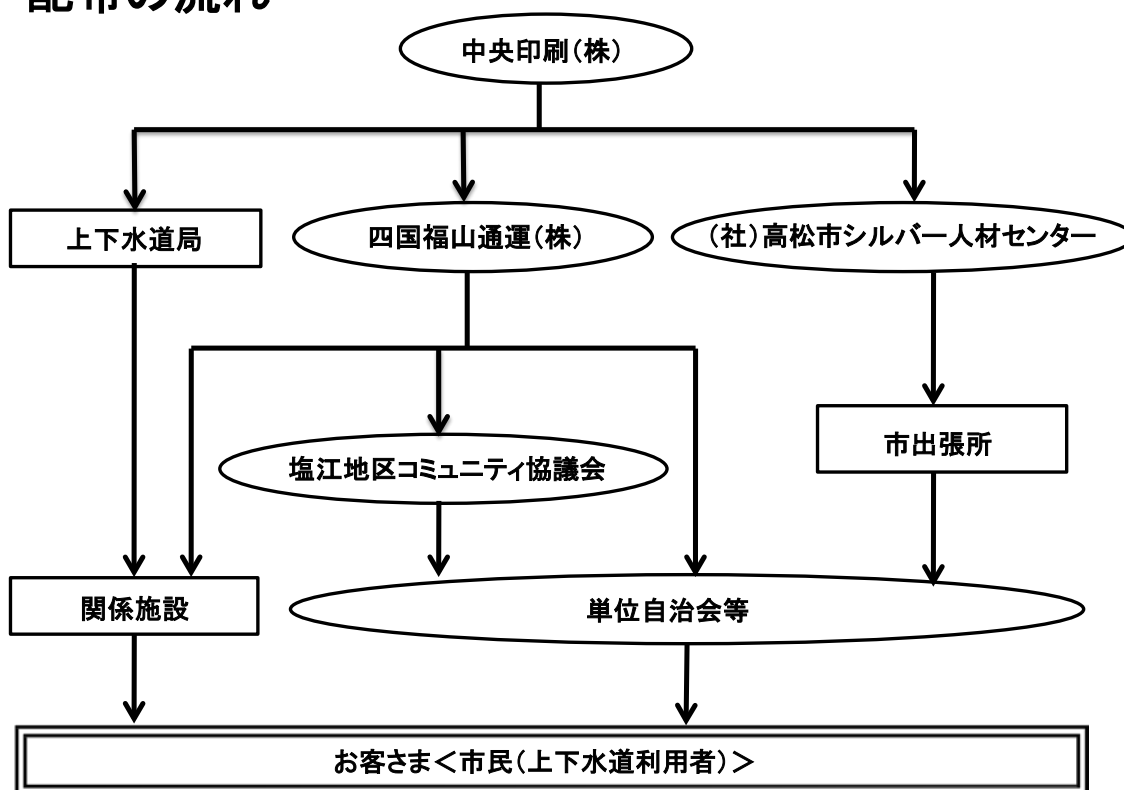 配布の流れ
中央印刷(株)
上下水道局
四国福山通運(株)
(社)高松市シルバー人材センター
市出張所
塩江地区コミュニティ協議会
関係施設
単位自治会等
お客さま<市民(上下水道利用者)>